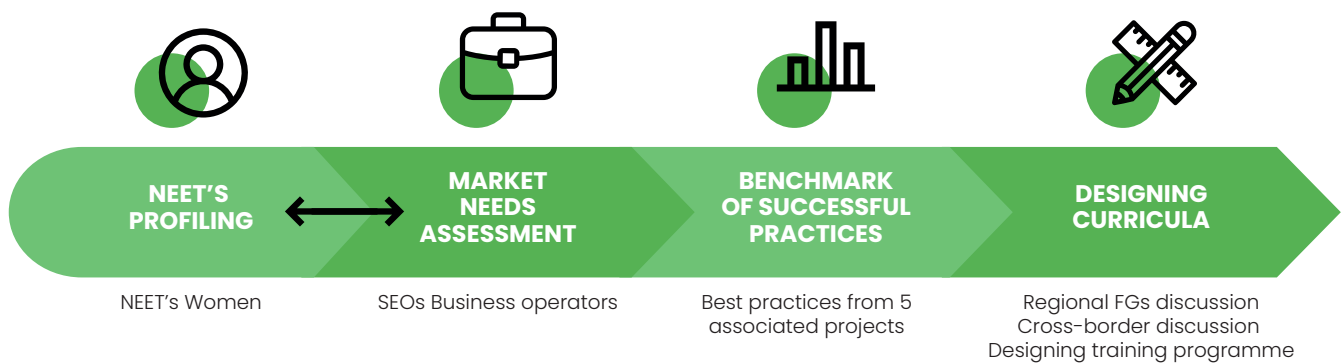 NEET’S
PROFILING
MARKET
NEEDS
ASSESSMENT
BENCHMARK
OF SUCCESSFUL
PRACTICES
DESIGNING
CURRICULA
NEET’s Women
SEOs Business operators
Best practices from 5
associated projects
Regional FGs discussion
Cross-border discussion
Designing training programme